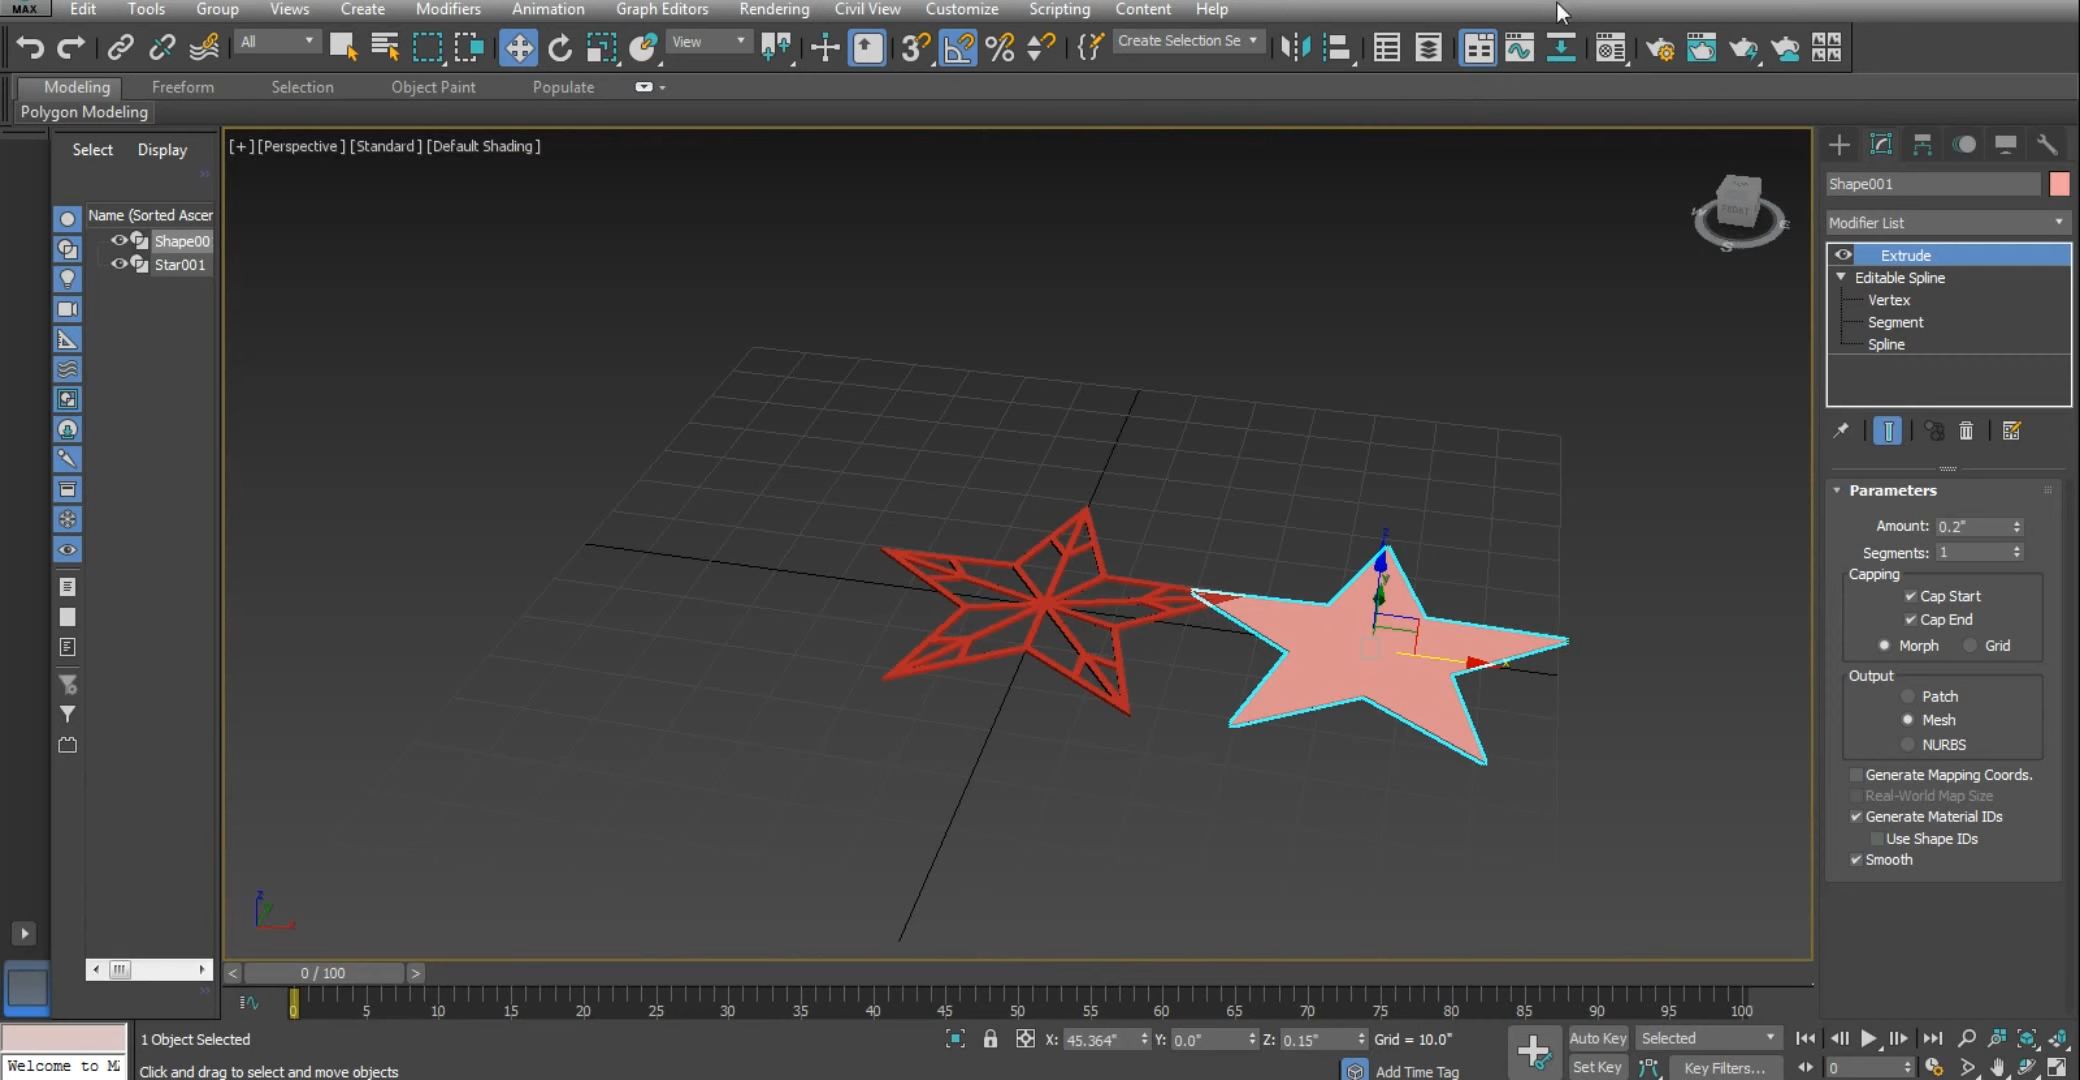 MAX Edit Tools Group Views Create Modifiers Animation Graph Editors Rendering Civil View Customize Scripting Content Help
All View Create Selection Se
Modeling Freeform Selection Object Paint Populate
Polygon Modeling
Select Display
Name (Sorted Ascer
Shape00
Star001
[+] [Perspective ] [Standard ] [Default Shading ]
FRONT
W
S
E
Shape001
Modifier List
Extrude
Editable Spline
Vertex
Segment
Spline
Parameters
Amount: 0.2"
Segments: 1
Capping
Cap Start
Cap End
Morph Grid
Output
Patch
Mesh
NURBS
Generate Mapping Coords.
Real-World Map Size
Generate Material IDs
Use Shape IDs
Smooth
z
y
x
z
y
x
< 0 / 100 >
0 5 10 15 20 25 30 35 40 45 50 55 60 65 70 75 80 85 90 95 100
1 Object Selected X: 45.364" Y: 0.0" Z: 0.15" Grid = 10.0" Auto Key Selected
Welcome to M
Click and drag to select and move objects Add Time Tag Set Key Key Filters... 0